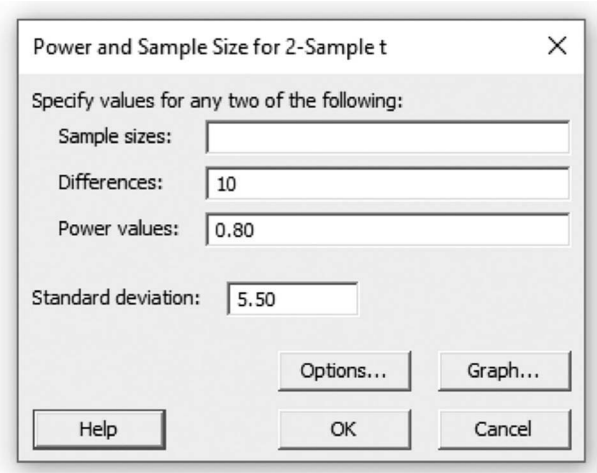 Power and Sample Size for 2-Sample t
Specify values for any two of the following:
Sample sizes:
Differences: 10
Power values: 0.80
Standard deviation: 5.50
Options... Graph...
Help OK Cancel